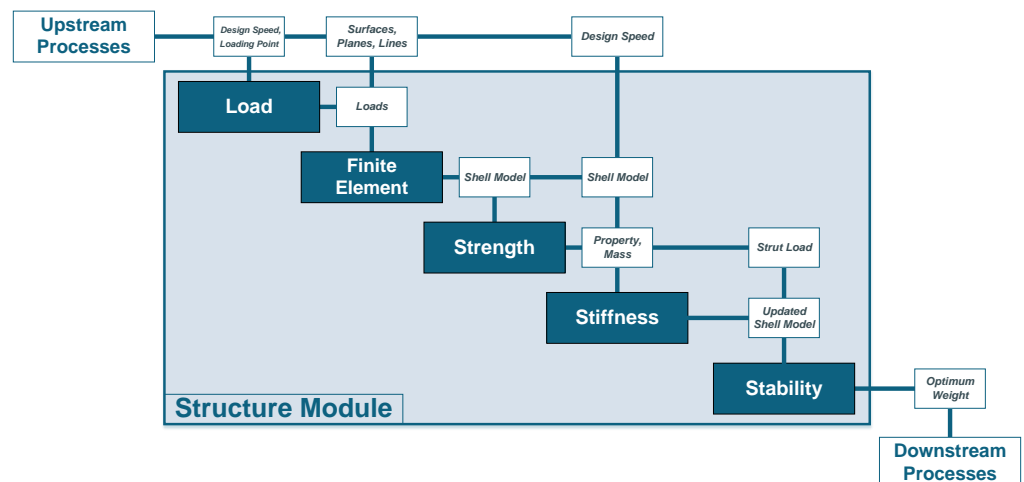 Upstream
Processes
Design Speed,
Loading Point
Surfaces,
Planes, Lines
Design Speed
Load
Loads
Finite
Element
Shell Model
Shell Model
Strength
Property,
Mass
Strut Load
Stiffness
Updated
Shell Model
Stability
Optimum
Weight
Structure Module
Downstream
Processes